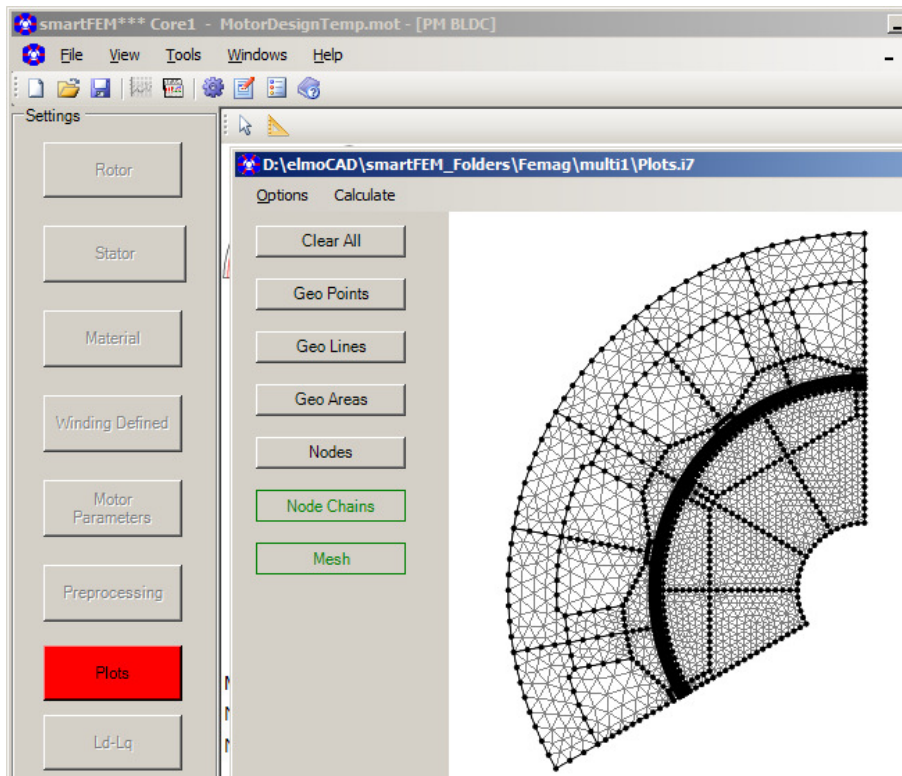 smartFEM*** Core1 - MotorDesignTemp.mot - [PM BLDC]
File View Tools Windows Help
Settings
Rotor
Stator
Material
Winding Defined
Motor
Parameters
Preprocessing
Plots
Ld-Lq
D:\elmoCAD\smartFEM_Folders\Femag\multi1\Plots.i7
Options Calculate
Clear All
Geo Points
Geo Lines
Geo Areas
Nodes
Node Chains
Mesh